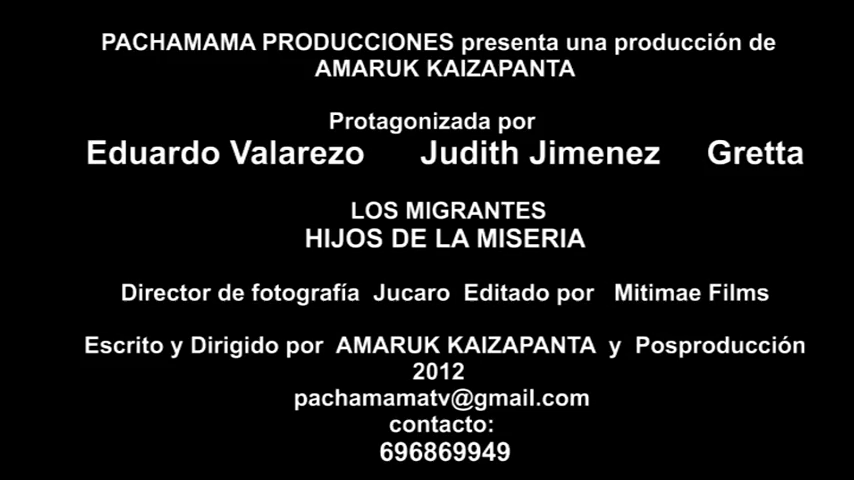 PACHAMAMA PRODUCCIONES presenta una producción de
AMARUK KAIZAPANTA
Protagonizada por
Eduardo Valarezo Judith Jimenez Gretta
LOS MIGRANTES
HIJOS DE LA MISERIA
Director de fotografía Jucaro Editado por Mitimae Films
Escrito y Dirigido por AMARUK KAIZAPANTA y Posproducción
2012
pachamamatv@gmail.com
contacto:
696869949